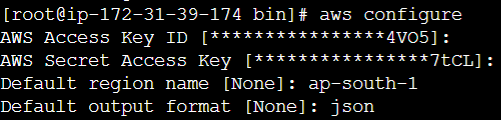 [root@ip-172-31-39-174 bin]# aws configure
AWS Access Key ID [****************4VO5]:
AWS Secret Access Key [****************7tCL]:
Default region name [None]: ap-south-1
Default output format [None]: json